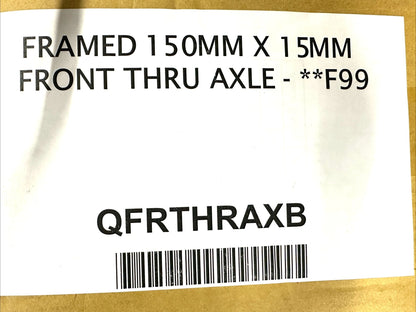 FRAMED 150MM X 15MM
FRONT THRU AXLE - **F99
QFRTHRAXB